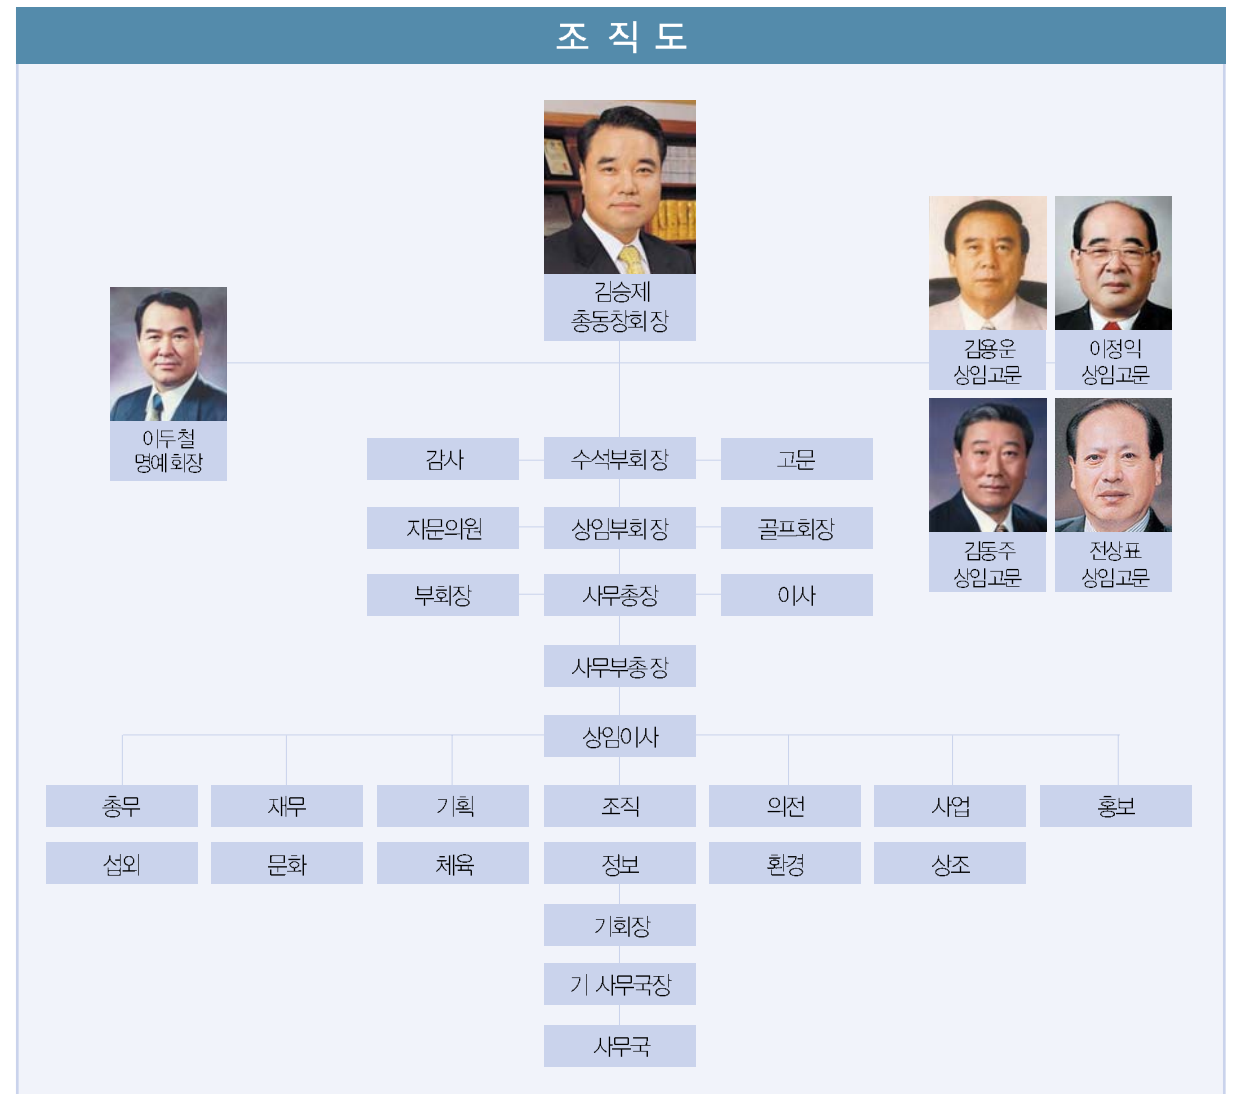 조 직 도
김승제
총동창회장
김용운
상임고문
이정익
상임고문
이두철
명예회장
김동주
상임고문
전상표
상임고문
감사
수석부회장
고문
자문의원
상임부회장
골프회장
부회장
사무총장
이사
사무부총장
상임이사
총무
재무
기획
조직
의전
사업
홍보
섭외
문화
체육
정보
환경
상조
기회장
기 사무국장
사무국